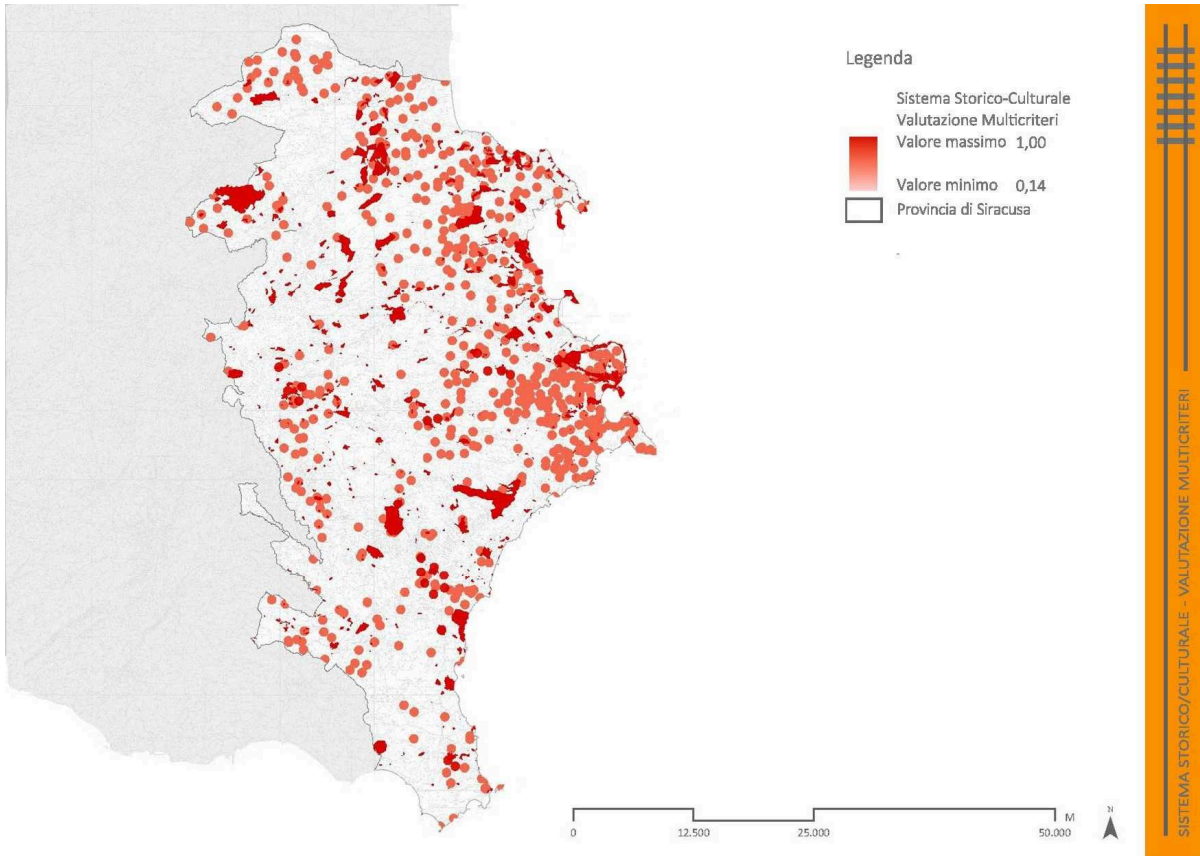 Legenda
Sistema Storico-Culturale
Valutazione Multicriteri
Valore massimo 1,00
Valore minimo 0,14
Provincia di Siracusa
M
N
0 12.500 25.000 50.000
SISTEMA STORICO/CULTURALE - VALUTAZIONE MULTICRITERI